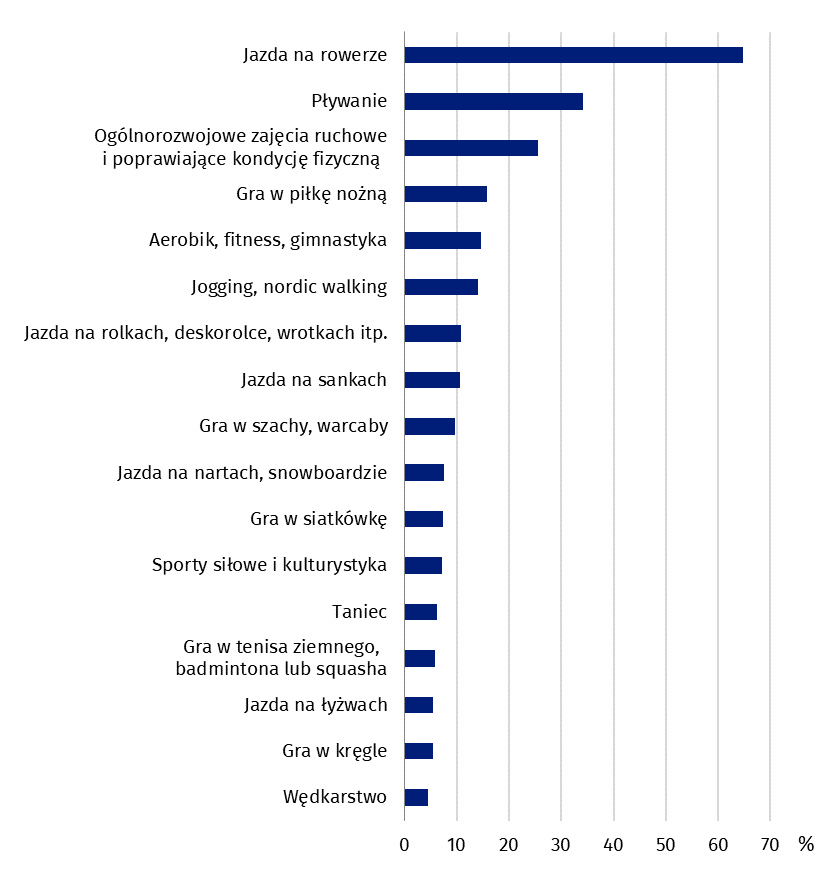 Jazda na rowerze
Pływanie
Ogólnorozwojowe zajęcia ruchowe
i poprawiające kondycję fizyczną
Gra w piłkę nożną
Aerobik, fitness, gimnastyka
Jogging, nordic walking
Jazda na rolkach, deskorolce, wrotkach itp.
Jazda na sankach
Gra w szachy, warcaby
Jazda na nartach, snowboardzie
Gra w siatkówkę
Sporty siłowe i kulturystyka
Taniec
Gra w tenisa ziemnego,
badmintona lub squasha
Jazda na łyżwach
Gra w kręgle
Wędkarstwo
0 10 20 30 40 50 60 70 %